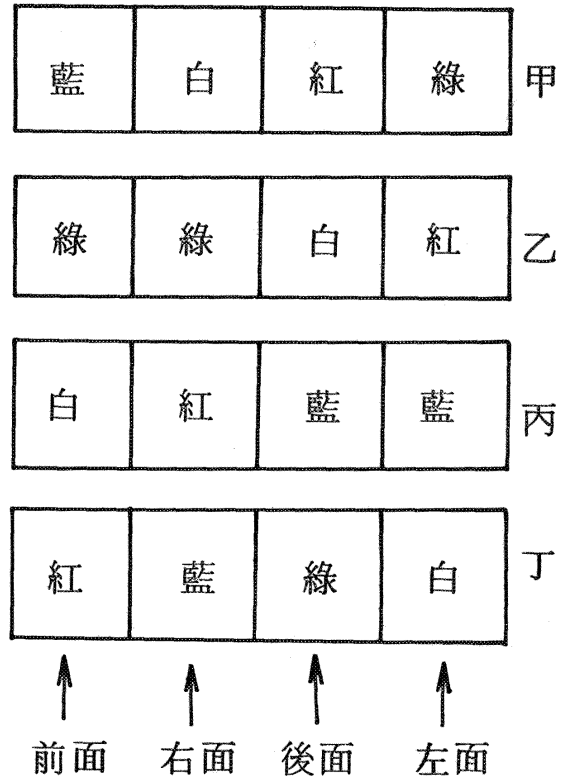 藍 白 紅 綠 甲
綠 綠 白 紅 乙
白 紅 藍 藍 丙
紅 藍 綠 白 丁
前面 右面 後面 左面